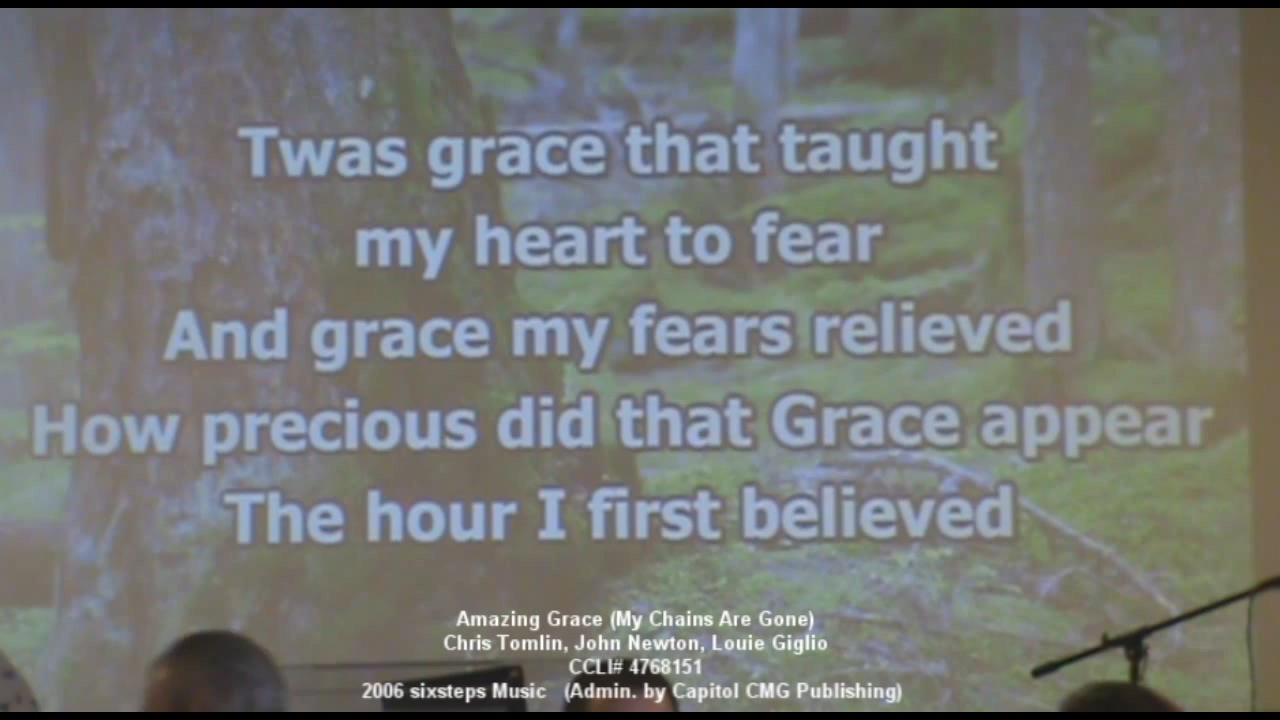 Twas grace that taught
my heart to fear
And grace my fears relieved
How precious did that Grace appear
The hour I first believed
Amazing Grace (My Chains Are Gone)
Chris Tomlin, John Newton, Louie Giglio
CCLI# 4768151
2006 sixsteps Music (Admin. by Capitol CMG Publishing)